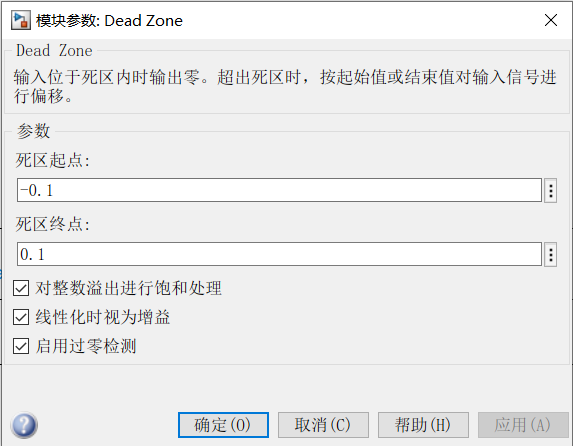 模块参数: Dead Zone
Dead Zone
输入位于死区内时输出零。超出死区时，按起始值或结束值对输入信号进
行偏移。
参数
死区起点:
-0.1
死区终点:
0.1
对整数溢出进行饱和处理
线性化时视为增益
启用过零检测
确定(O) 取消(C) 帮助(H) 应用(A)